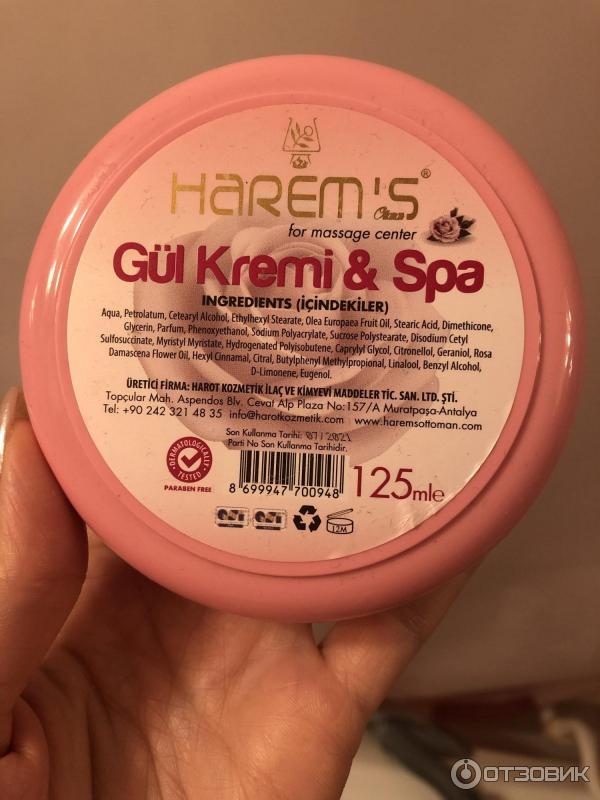 HAREM'S®
for massage center
Gül Kremi & Spa
INGREDIENTS (İÇİNDEKİLER)
Aqua, Petrolatum, Cetearyl Alcohol, Ethylhexyl Stearate, Olea Europaea Fruit Oil, Stearic Acid, Dimethicone,
Glycerin, Parfum, Phenoxyethanol, Sodium Polyacrylate, Sucrose Polystearate, Disodium Cetyl
Sulfosuccinate, Myristyl Myristate, Hydrogenated Polyisobutene, Caprylyl Glycol, Citronellol, Geraniol, Rosa
Damascena Flower Oil, Hexyl Cinnamal, Citral, Butylphenyl Methylpropional, Linalool, Benzyl Alcohol,
D-Limonene, Eugenol.
ÜRETİCİ FİRMA: HAROT KOZMETİK İLAÇ VE KİMYEVİ MADDELER TİC. SAN. LTD. ŞTİ.
Topçular Mah. Aspendos Blv. Cevat Alp Plaza No:157/A Muratpaşa-Antalya
Tel: +90 242 321 48 35 info@harotkozmetik.com www.haremsottoman.com
Son Kullanma Tarihi:
Parti No Son Kullanma Tarihidir.
DERMATOLOGICALLY TESTED
PARABEN FREE
8 699947 700948
125mle
12M
ОТЗОВИК